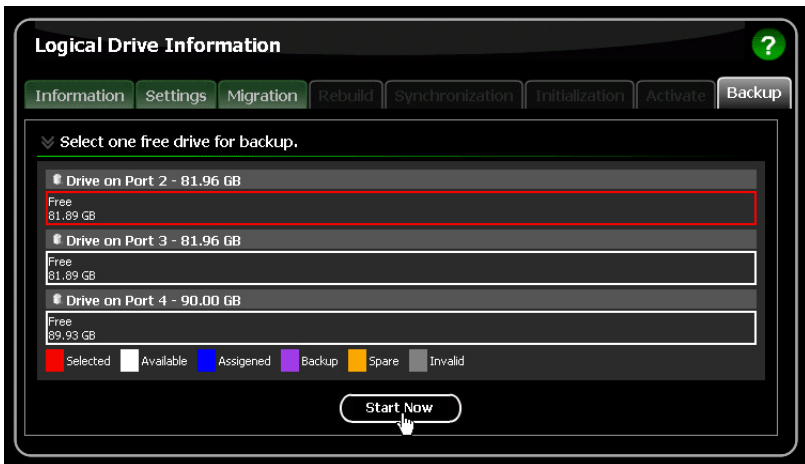 Logical Drive Information
?
Information Settings Migration Rebuild Synchronization Initialization Activate Backup
Select one free drive for backup.
Drive on Port 2 - 81.96 GB
Free
81.89 GB
Drive on Port 3 - 81.96 GB
Free
81.89 GB
Drive on Port 4 - 90.00 GB
Free
89.93 GB
Selected Available Assigened Backup Spare Invalid
Start Now